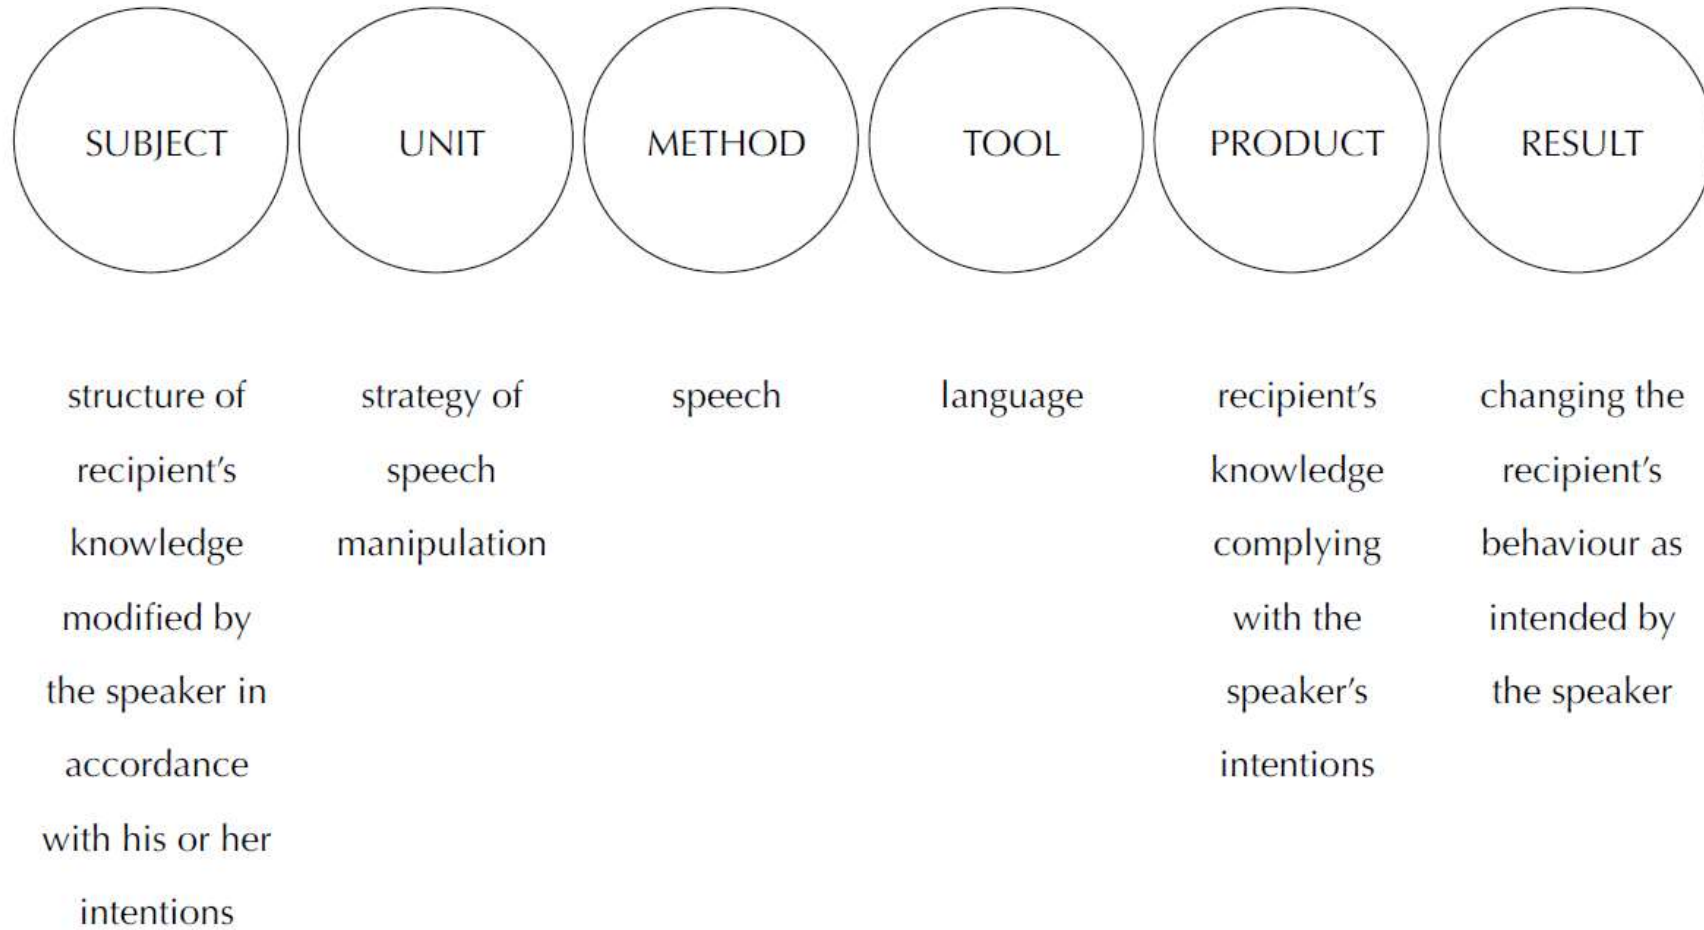 SUBJECT
UNIT
METHOD
TOOL
PRODUCT
RESULT
structure of
recipient’s
knowledge
modified by
the speaker in
accordance
with his or her
intentions
strategy of
speech
manipulation
speech
language
recipient’s
knowledge
complying
with the
speaker’s
intentions
changing the
recipient’s
behaviour as
intended by
the speaker